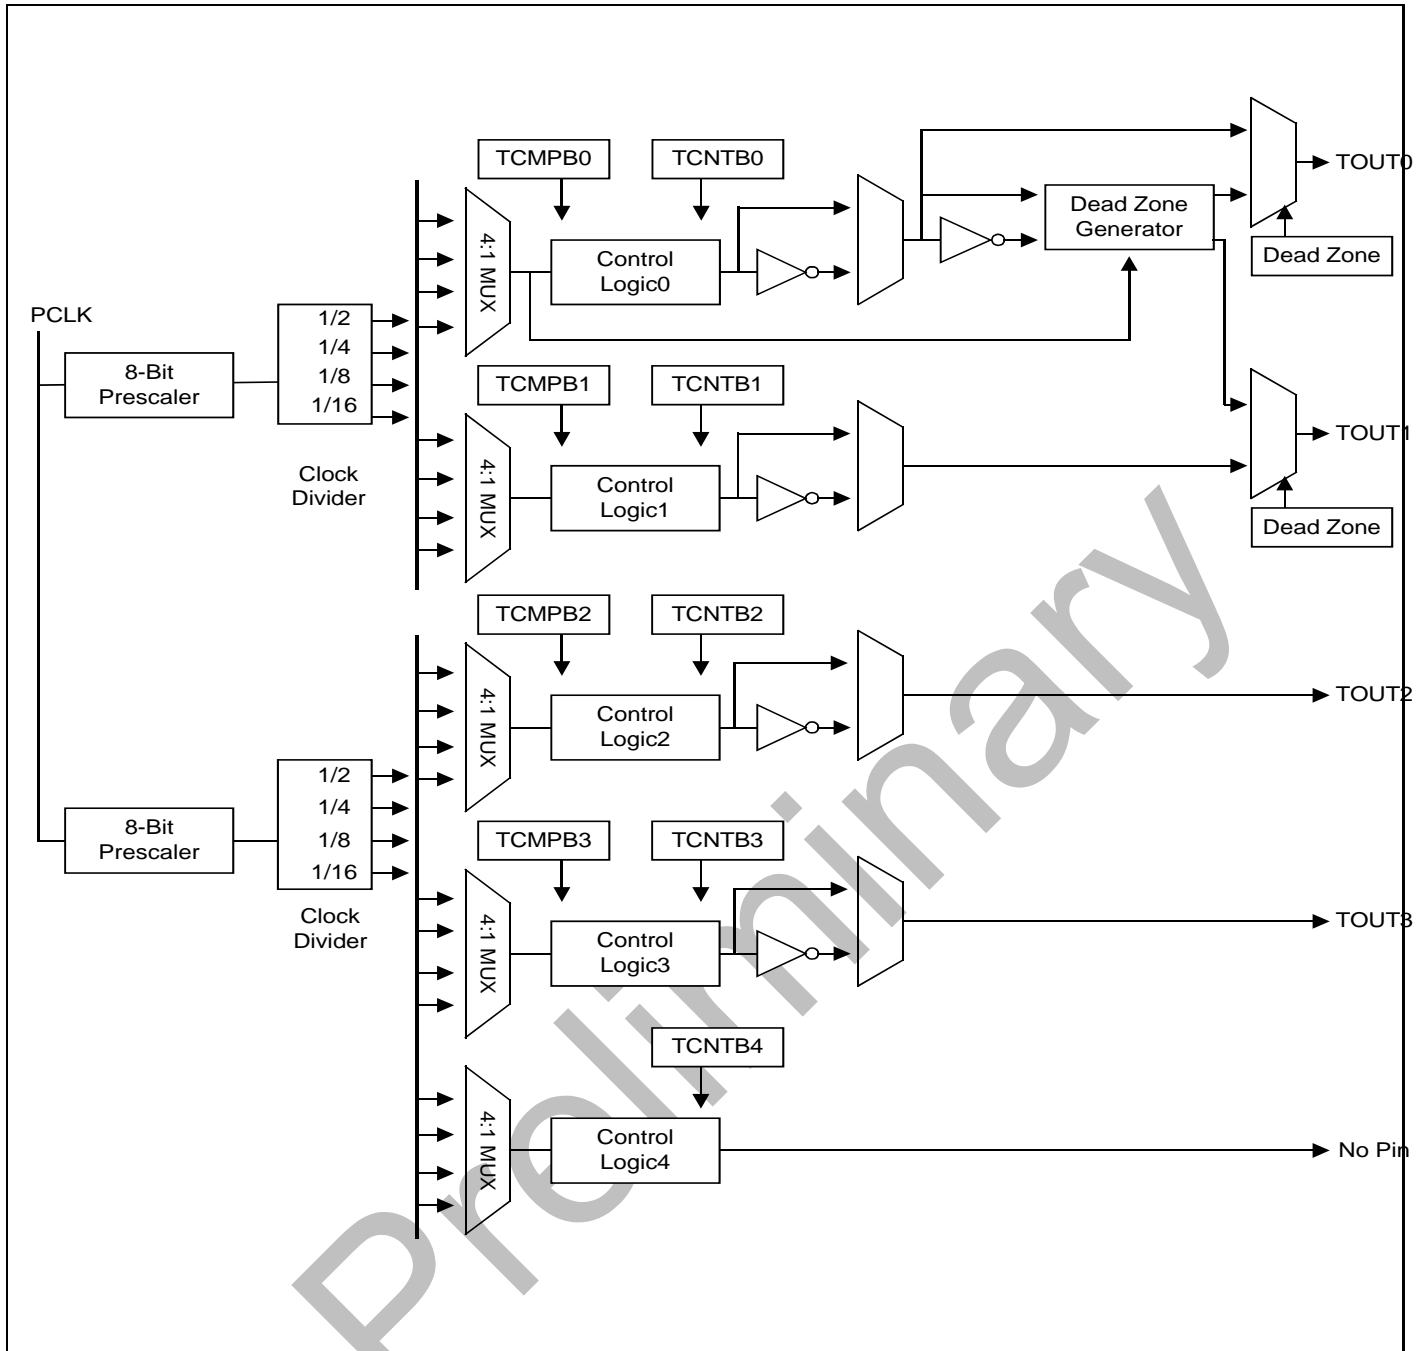 TCMPB0
TCNTB0
TOUT0
4:1 MUX
Control
Logic0
Dead Zone
Generator
Dead Zone
PCLK
8-Bit
Prescaler
1/2
1/4
1/8
1/16
Clock
Divider
TCMPB1
TCNTB1
4:1 MUX
Control
Logic1
TOUT1
Dead Zone
TCMPB2
TCNTB2
4:1 MUX
Control
Logic2
TOUT2
8-Bit
Prescaler
1/2
1/4
1/8
1/16
Clock
Divider
TCMPB3
TCNTB3
4:1 MUX
Control
Logic3
TOUT3
TCNTB4
4:1 MUX
Control
Logic4
No Pin
Preliminary